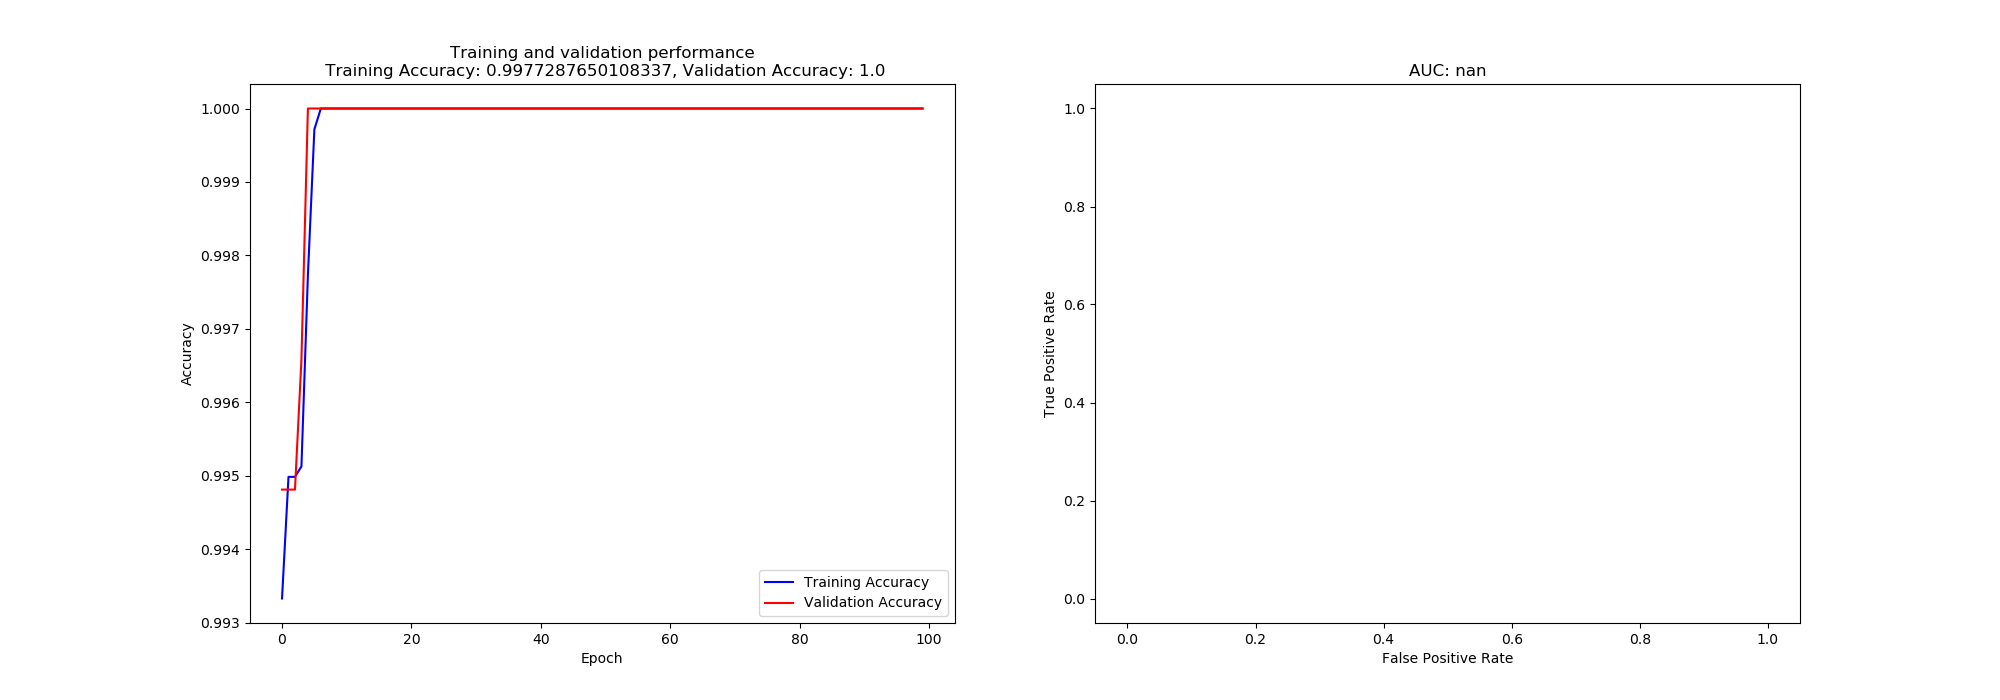 Training and validation performance
Training Accuracy: 0.9977287650108337, Validation Accuracy: 1.0
1.000
0.999
0.998
0.997
0.996
0.995
0.994
0.993
Accuracy
0
20
40
60
80
100
Epoch
Training Accuracy
Validation Accuracy
AUC: nan
1.0
0.8
0.6
0.4
0.2
0.0
True Positive Rate
0.0
0.2
0.4
0.6
0.8
1.0
False Positive Rate